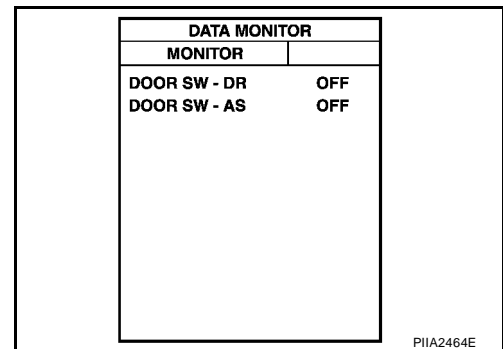 DATA MONITOR
MONITOR
DOOR SW - DR OFF
DOOR SW - AS OFF
PIIA2464E